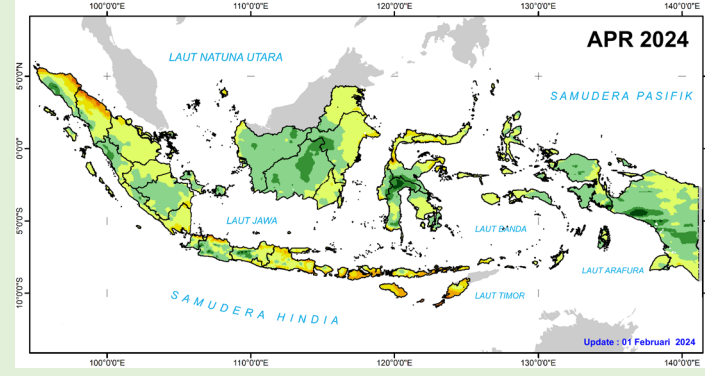 100°0'0"E 110°0'0"E 120°0'0"E 130°0'0"E 140°0'0"E
APR 2024
LAUT NATUNA UTARA
5°0'0"N
SAMUDERA PASIFIK
0°0'0"
LAUT JAWA
LAUT BANDA
5°0'0"S
LAUT ARAFURA
10°0'0"S
SAMUDERA HINDIA
LAUT TIMOR
Update : 01 Februari 2024
100°0'0"E 110°0'0"E 120°0'0"E 130°0'0"E 140°0'0"E